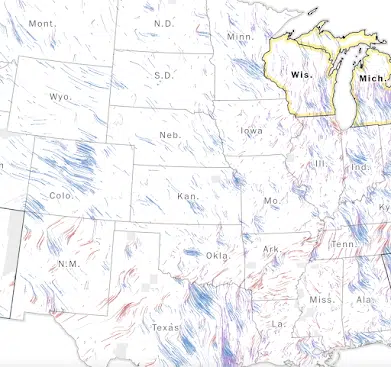 Mont.
N.D.
Minn.
S.D.
Wis.
Mich.
Wyo.
Iowa
Neb.
Ill.
Ind.
Colo.
Kan.
Mo.
Ky
Tenn.
N.M.
Okla.
Ark.
Miss.
Ala.
Texas
La.